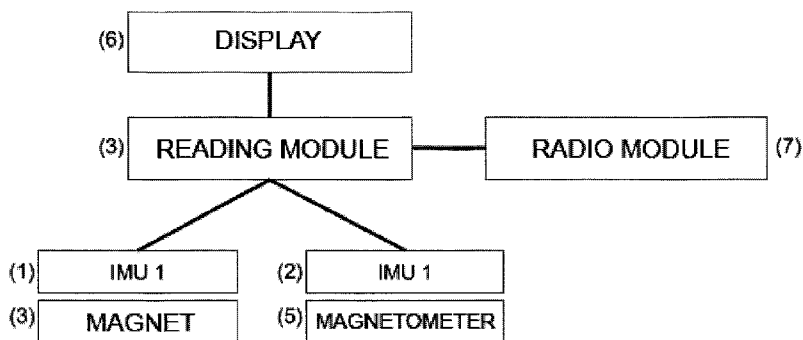 (6) DISPLAY
(3) READING MODULE RADIO MODULE (7)
(1) IMU 1 (2) IMU 1
(3) MAGNET (5) MAGNETOMETER